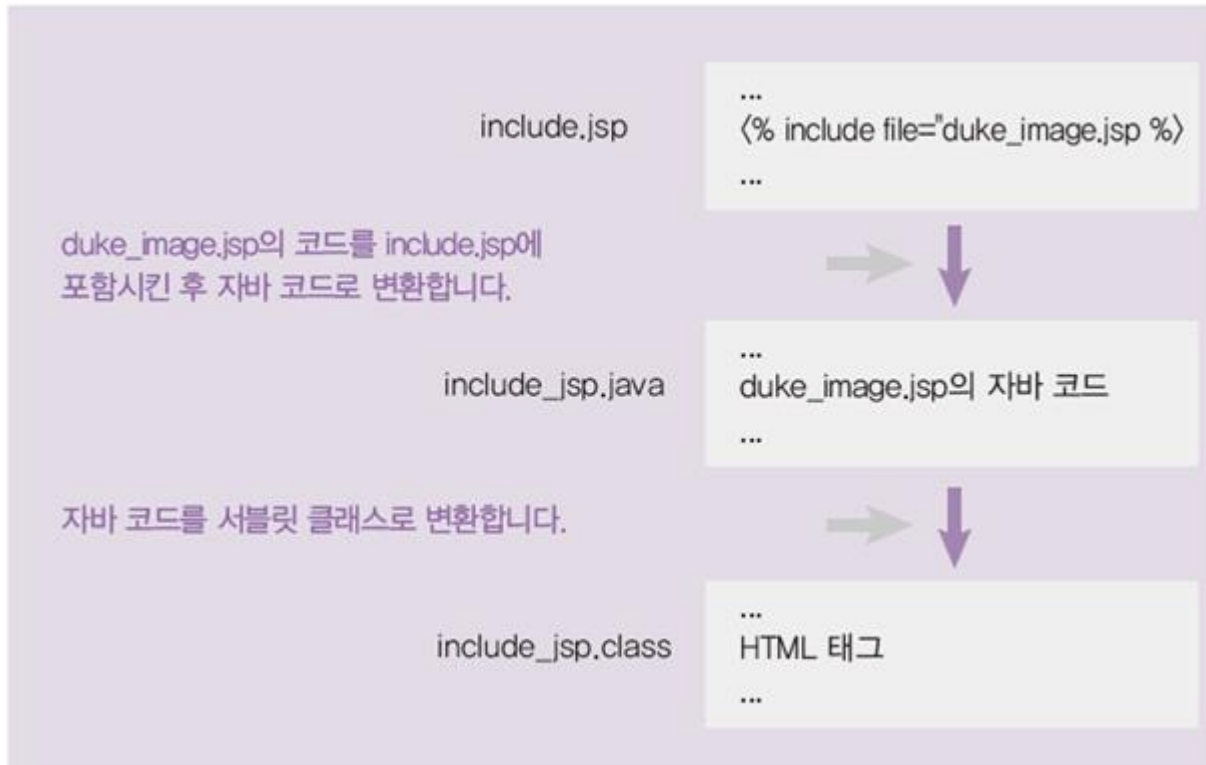 include.jsp
...
〈% include file="duke_image.jsp %〉
...
duke_image.jsp의 코드를 include.jsp에
포함시킨 후 자바 코드로 변환합니다.
include_jsp.java
...
duke_image.jsp의 자바 코드
...
자바 코드를 서블릿 클래스로 변환합니다.
include_jsp.class
...
HTML 태그
...